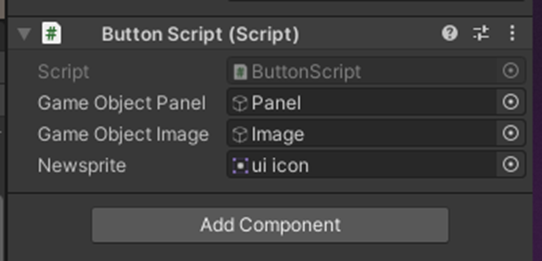 # Button Script (Script)
Script # ButtonScript
Game Object Panel Panel
Game Object Image Image
Newsprite ui icon
Add Component